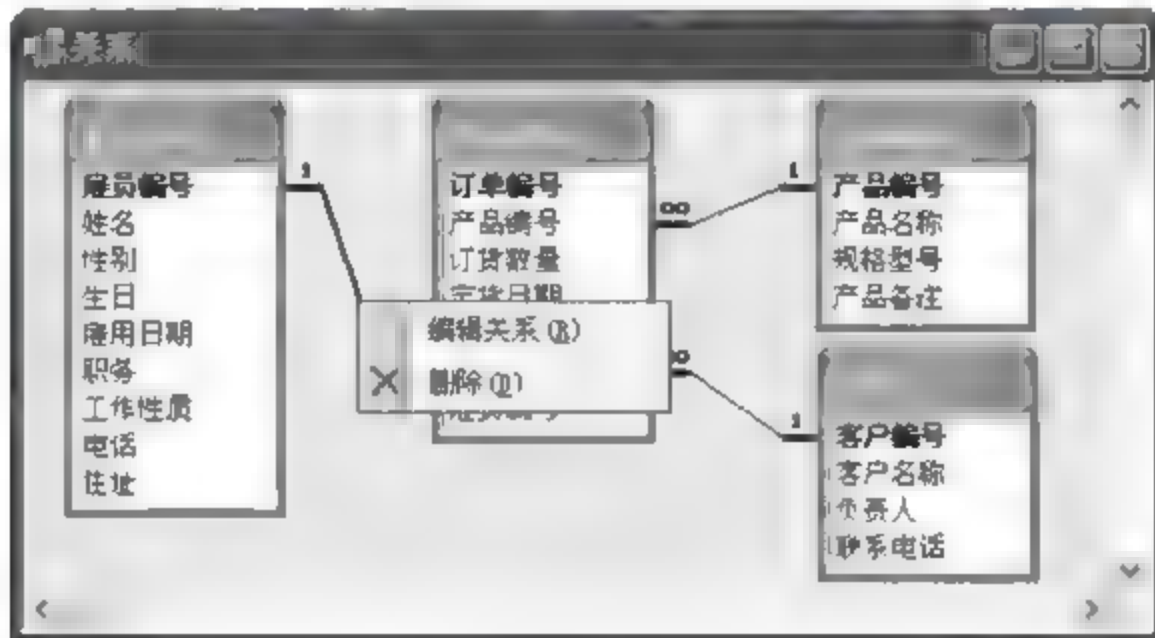 关系
雇员编号
姓名
性别
生日
雇用日期
职务
工作性质
电话
住址
1
订单编号
产品编号
订货数量
订货日期
∞
1
产品编号
产品名称
规格型号
产品备注
编辑关系(R)
删除(D)
1
客户编号
客户名称
负责人
联系电话